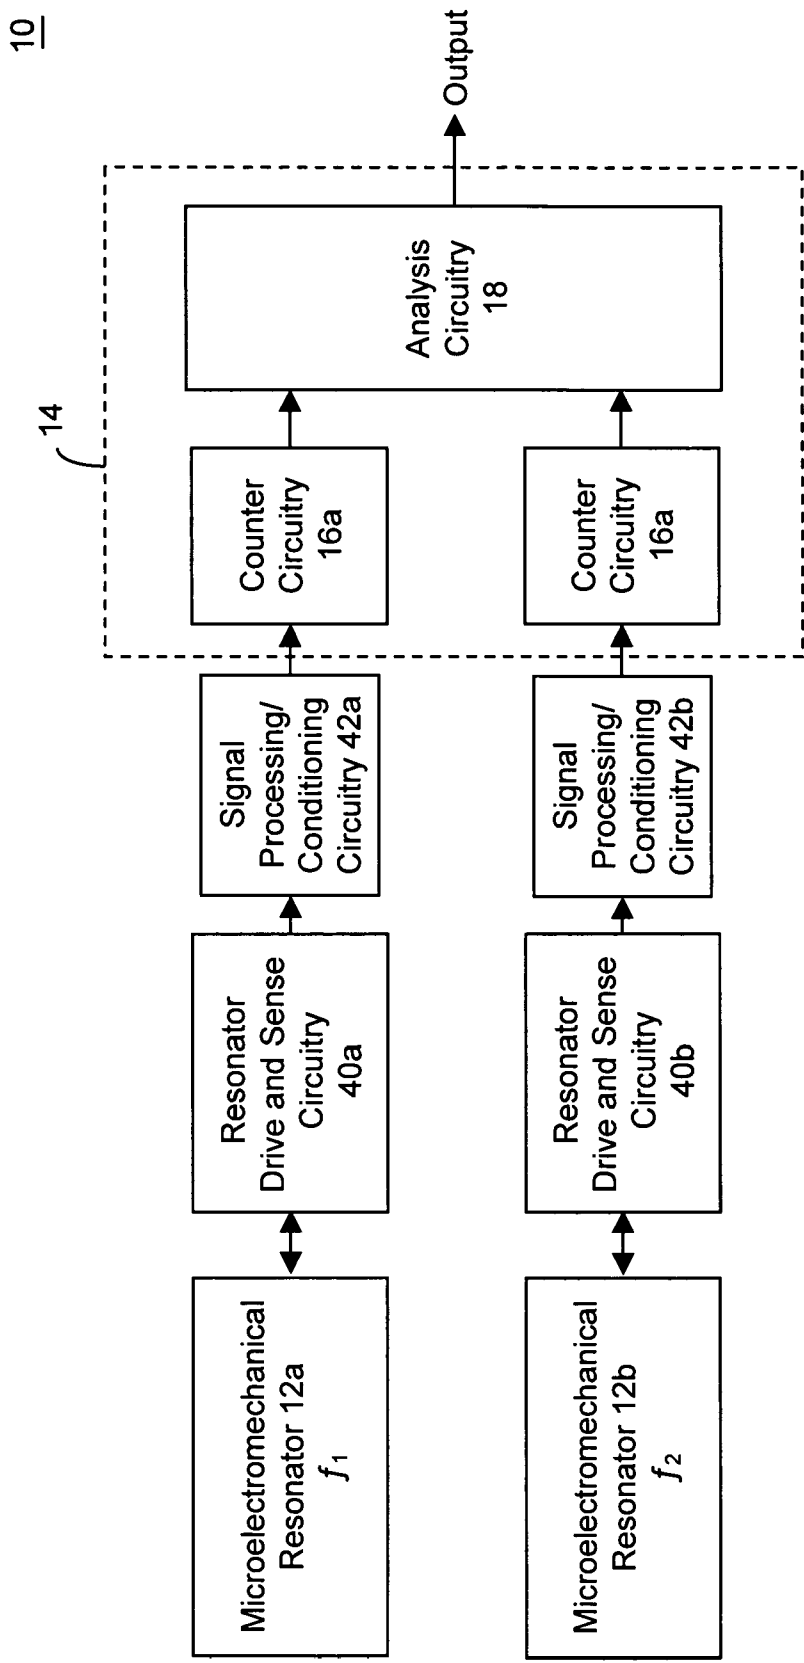 10
14
Microelectromechanical
Resonator 12a
f1
Resonator
Drive and Sense
Circuitry
40a
Signal
Processing/
Conditioning
Circuitry 42a
Counter
Circuitry
16a
Analysis
Circuitry
18
Output
Microelectromechanical
Resonator 12b
f2
Resonator
Drive and Sense
Circuitry
40b
Signal
Processing/
Conditioning
Circuitry 42b
Counter
Circuitry
16a